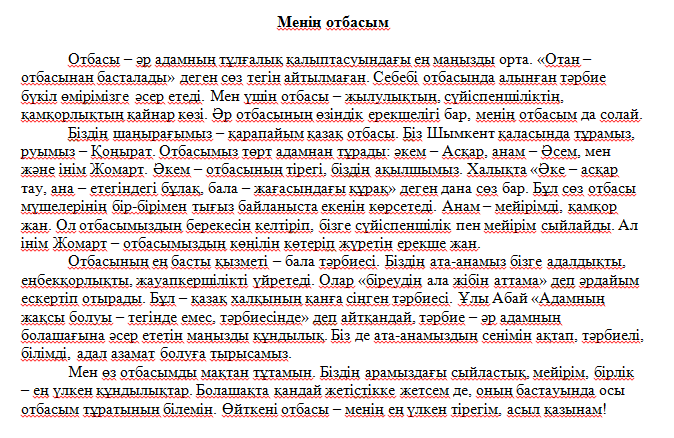 Менің отбасым
Отбасы – әр адамның тұлғалық қалыптасуындағы ең маңызды орта. «Отан –
отбасынан басталады» деген сөз тегін айтылмаған. Себебі отбасында алынған тәрбие
бүкіл өмірімізге әсер етеді. Мен үшін отбасы – жылулықтың, сүйіспеншіліктің,
қамқорлықтың қайнар көзі. Әр отбасының өзіндік ерекшелігі бар, менің отбасым да солай.
Біздің шаңырағымыз – қарапайым қазақ отбасы. Біз Шымкент қаласында тұрамыз,
руымыз – Қоңырат. Отбасымыз төрт адамнан тұрады: әкем – Асқар, анам – Әсем, мен
және інім Жомарт. Әкем – отбасының тірегі, біздің ақылшымыз. Халықта «Әке – асқар
тау, ана – етегіндегі бұлақ, бала – жағасындағы құрақ» деген дана сөз бар. Бұл сөз отбасы
мүшелерінің бір-бірімен тығыз байланыста екенін көрсетеді. Анам – мейірімді, қамқор
жан. Ол отбасымыздың берекесін келтіріп, бізге сүйіспеншілік пен мейірім сыйлайды. Ал
інім Жомарт – отбасымыздың көңілін көтеріп жүретін ерекше жан.
Отбасының ең басты қызметі – бала тәрбиесі. Біздің ата-анамыз бізге адалдықты,
еңбекқорлықты, жауапкершілікті үйретеді. Олар «біреудің ала жібін аттама» деп әрдайым
ескертіп отырады. Бұл – қазақ халқының қанға сіңген тәрбиесі. Ұлы Абай «Адамның
жақсы болуы – тегінде емес, тәрбиесінде» деп айтқандай, тәрбие – әр адамның
болашағына әсер ететін маңызды құндылық. Біз де ата-анамыздың сенімін ақтап, тәрбиелі,
білімді, адал азамат болуға тырысамыз.
Мен өз отбасымды мақтан тұтамын. Біздің арамыздағы сыйластық, мейірім, бірлік
– ең үлкен құндылықтар. Болашақта қандай жетістікке жетсем де, оның бастауында осы
отбасым тұратынын білемін. Өйткені отбасы – менің ең үлкен тірегім, асыл қазынам!